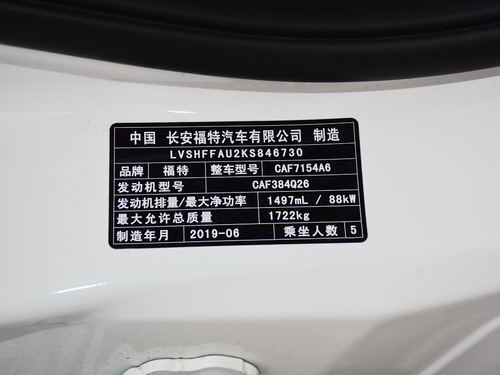 中国 长安福特汽车有限公司 制造
LVSHFFAU2KS846730
品牌 福特 整车型号 CAF7154A6
发动机型号 CAF384Q26
发动机排量/最大净功率 1497mL / 88kW
最大允许总质量 1722kg
制造年月 2019-06 乘坐人数 5